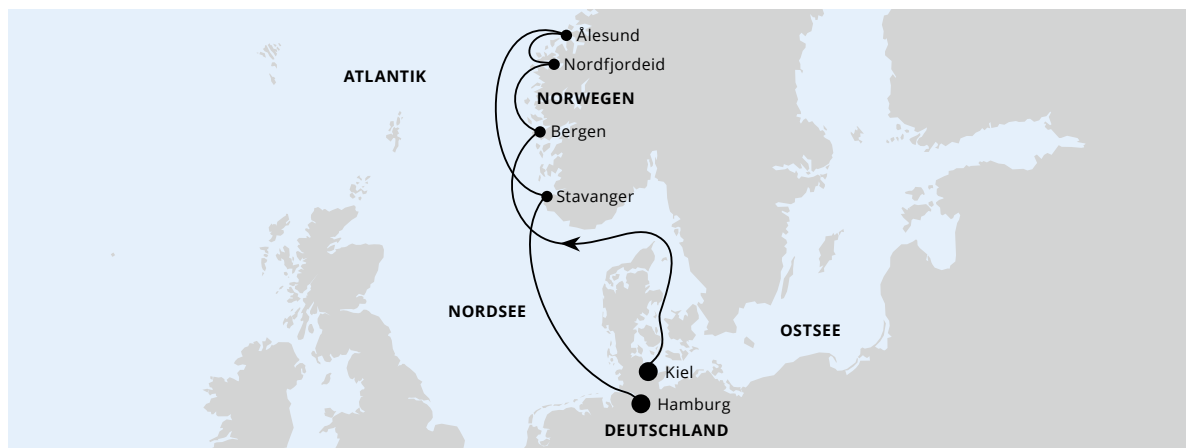 Ålesund
Nordfjordeid
ATLANTIK
NORWEGEN
Bergen
Stavanger
NORDSEE
OSTSEE
Kiel
Hamburg
DEUTSCHLAND